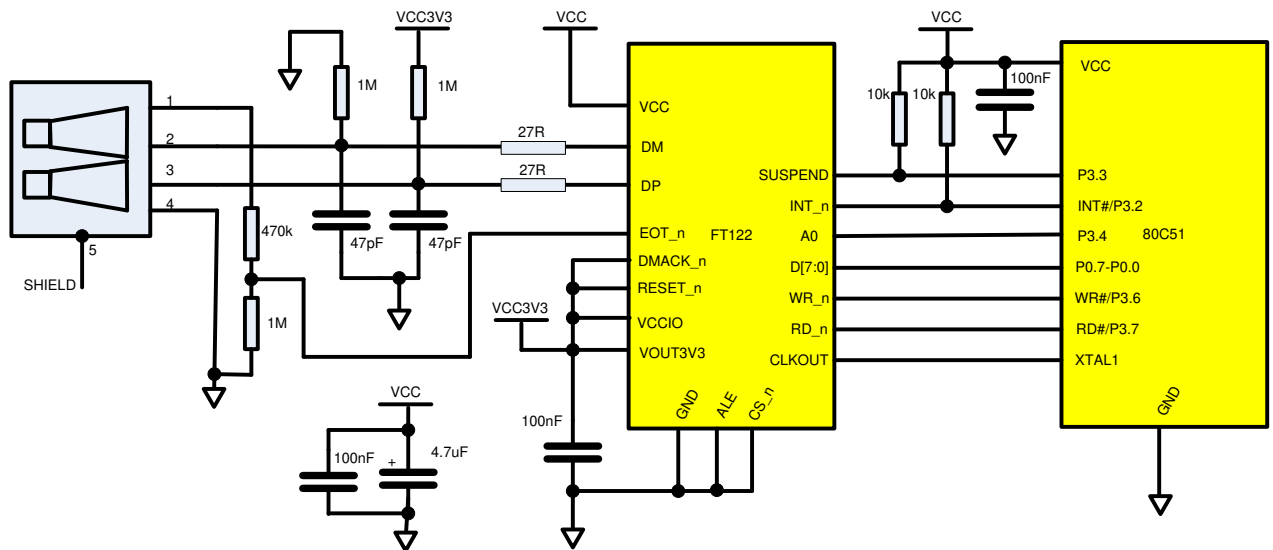 VCC3V3
VCC
VCC
1M
1M
VCC
100nF
10k
10k
1
VCC
27R
2
DM
27R
3
DP
SUSPEND
P3.3
4
INT_n
INT#/P3.2
470k
47pF
47pF
EOT_n
FT122
A0
P3.4
80C51
5
DMACK_n
D[7:0]
P0.7-P0.0
SHIELD
RESET_n
WR_n
WR#/P3.6
VCC3V3
1M
VCCIO
RD_n
RD#/P3.7
VOUT3V3
CLKOUT
XTAL1
VCC
GND
ALE
CS_n
GND
100nF
100nF
+
4.7uF